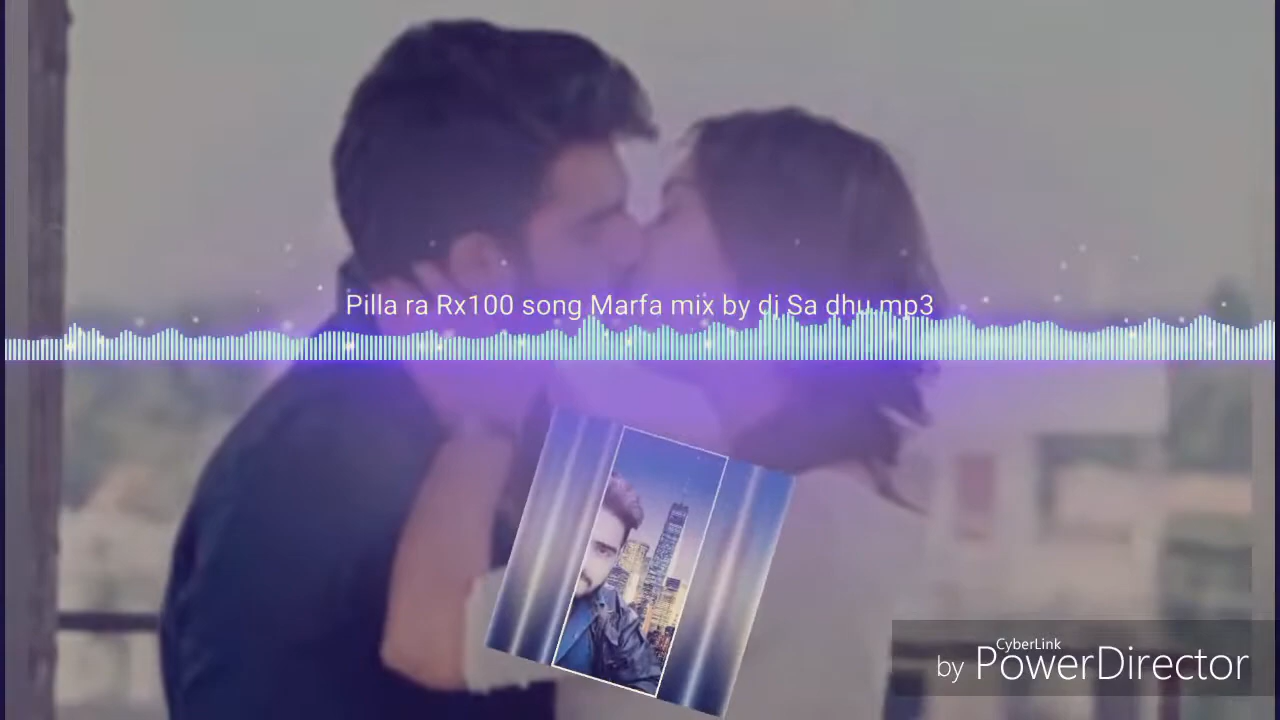 Pilla ra Rx100 song Marfa mix by dj Sa dhu.mp3
CyberLink
by PowerDirector